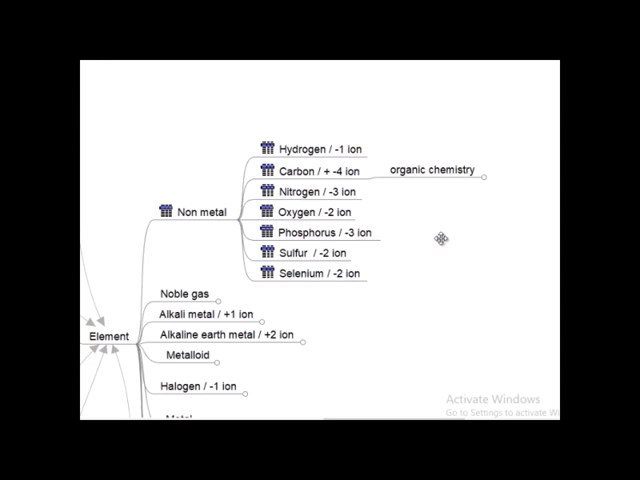 Hydrogen / -1 ion
Carbon / + -4 ion
organic chemistry
Nitrogen / -3 ion
Non metal
Oxygen / -2 ion
Phosphorus / -3 ion
Sulfur / -2 ion
Selenium / -2 ion
Noble gas
Alkali metal / +1 ion
Element
Alkaline earth metal / +2 ion
Metalloid
Halogen / -1 ion
Activate Windows
Go to Settings to activate Wi